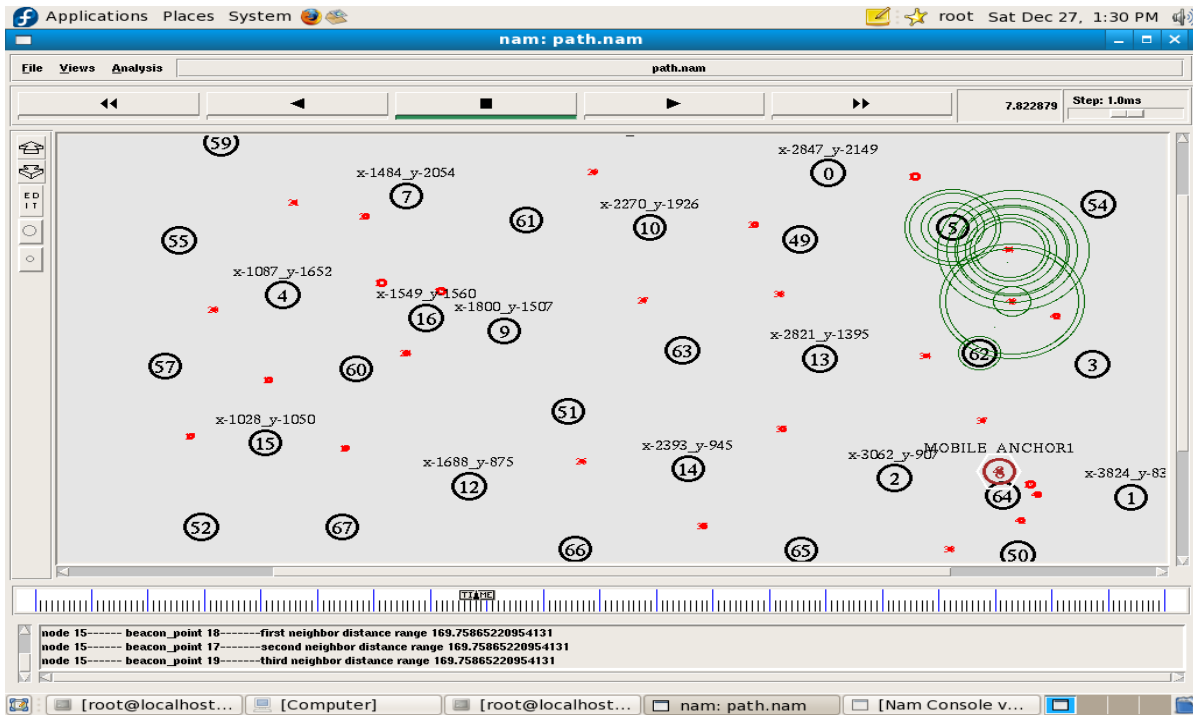 Applications Places System root Sat Dec 27, 1:30 PM
nam: path.nam
File Views Analysis path.nam
7.822879 Step: 1.0ms
ED
IT
59
x-2847_y-2149
0
x-1484_y-2054
7
x-2270_y-1926
54
61
10
5
49
55
x-1087_y-1652
4
x-1549_y-1560
16
x-1800_y-1507
9
x-2821_y-1395
13
63
62
3
57
60
51
x-1028_y-1050
15
x-2393_y-945
14
x-3062_y-907
2
MOBILE_ANCHOR1
x-1688_y-875
12
x-3824_y-83
1
64
52
67
66
65
50
TIME
node 15------ beacon_point 18-------first neighbor distance range 169.75865220954131
node 15------ beacon_point 17-------second neighbor distance range 169.75865220954131
node 15------ beacon_point 19-------third neighbor distance range 169.75865220954131
[root@localhost... [Computer] [root@localhost... nam: path.nam [Nam Console v...